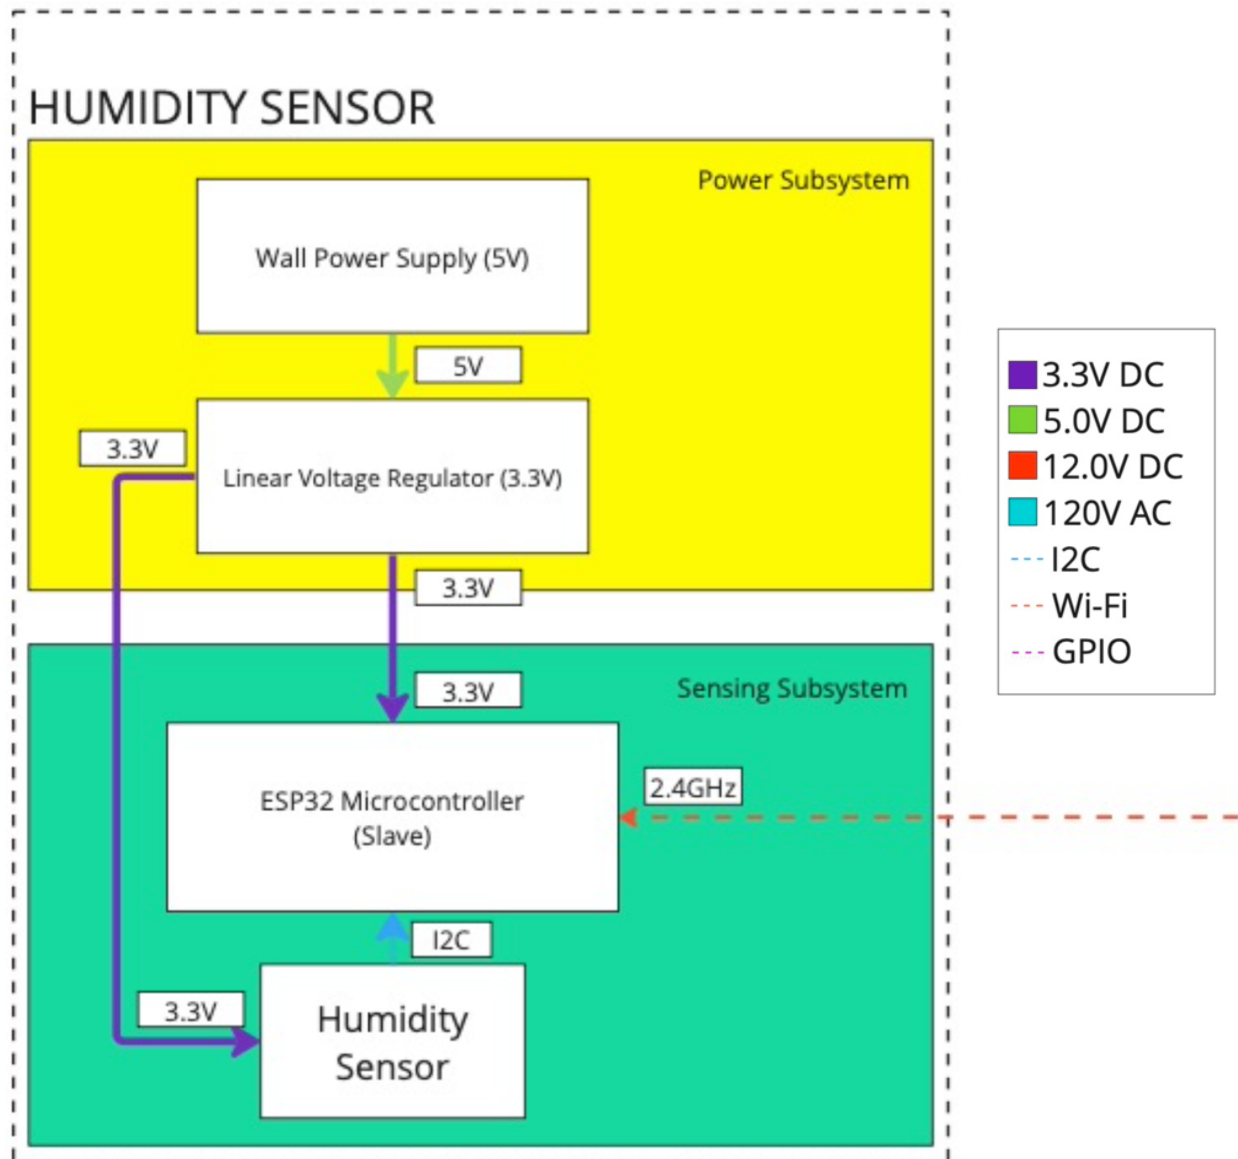 HUMIDITY SENSOR
Power Subsystem
Wall Power Supply (5V)
5V
3.3V
Linear Voltage Regulator (3.3V)
3.3V
Sensing Subsystem
3.3V
ESP32 Microcontroller
(Slave)
2.4GHz
I2C
3.3V
Humidity
Sensor
3.3V DC
5.0V DC
12.0V DC
120V AC
I2C
Wi-Fi
GPIO